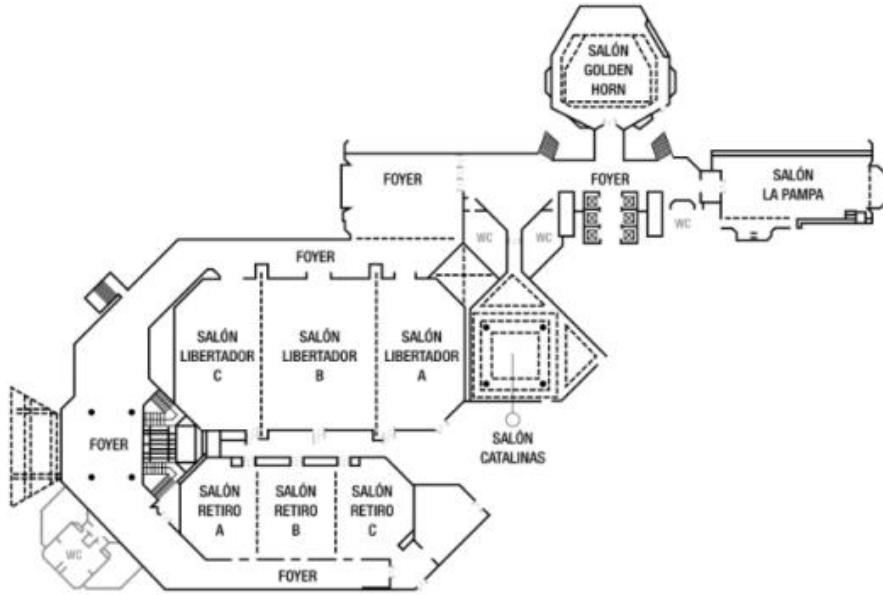 SALÓN
GOLDEN
HORN
FOYER
FOYER
SALÓN
LA PAMPA
WC
WC
WC
FOYER
SALÓN
LIBERTADOR
C
SALÓN
LIBERTADOR
B
SALÓN
LIBERTADOR
A
FOYER
SALÓN
CATALINAS
SALÓN
RETIRO
A
SALÓN
RETIRO
B
SALÓN
RETIRO
C
WC
FOYER